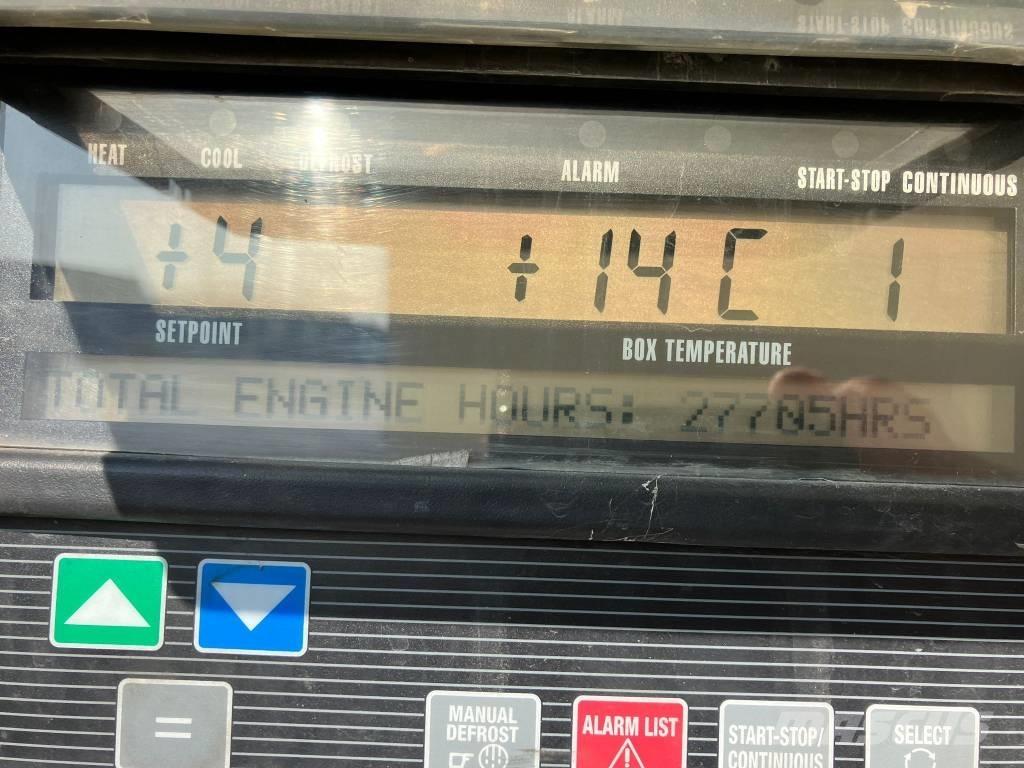 HEAT COOL DEFROST ALARM START-STOP CONTINUOUS
+4 +14C 1
SETPOINT BOX TEMPERATURE
TOTAL ENGINE HOURS: 27705HRS
=
MANUAL DEFROST
ALARM LIST
START-STOP/
CONTINUOUS
SELECT
MASCUS